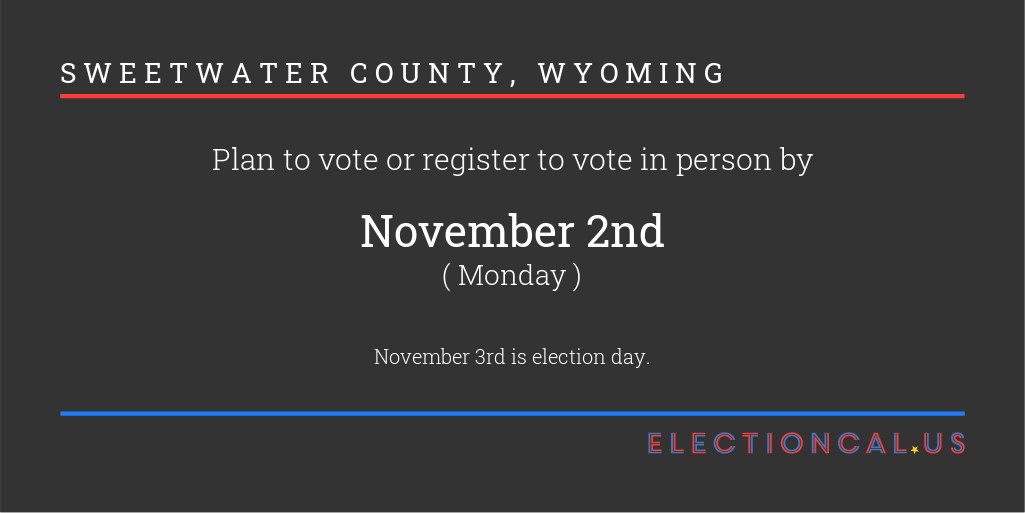 SWEETWATER COUNTY, WYOMING
Plan to vote or register to vote in person by
November 2nd
( Monday )
November 3rd is election day.
ELECTIONCAL.US